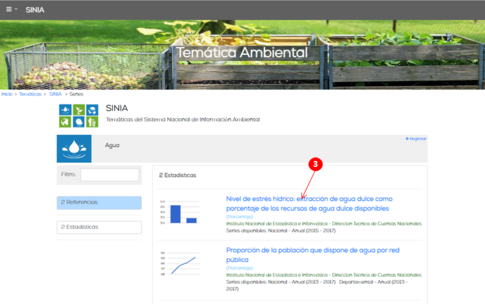 SINIA
Temática Ambiental
Inicio > Temáticas > SINIA > Series
SINIA
Temáticas del Sistema Nacional de Información Ambiental
Agua
Regresar
Filtro:
2 Estadísticas
2 Referencias
2 Estadísticas
3
Nivel de estrés hídrico: extracción de agua dulce como
porcentaje de los recursos de agua dulce disponibles
Instituto Nacional de Estadística e Informática - Dirección Técnica de Cuentas Nacionales
Series disponibles: Nacional - Anual (2015 - 2017)
Proporción de la población que dispone de agua por red
pública
Instituto Nacional de Estadística e Informática - Dirección Técnica de Cuentas Nacionales
Series disponibles: Nacional - Anual (2013 - 2017) Departamental - Anual (2013 -
2017)